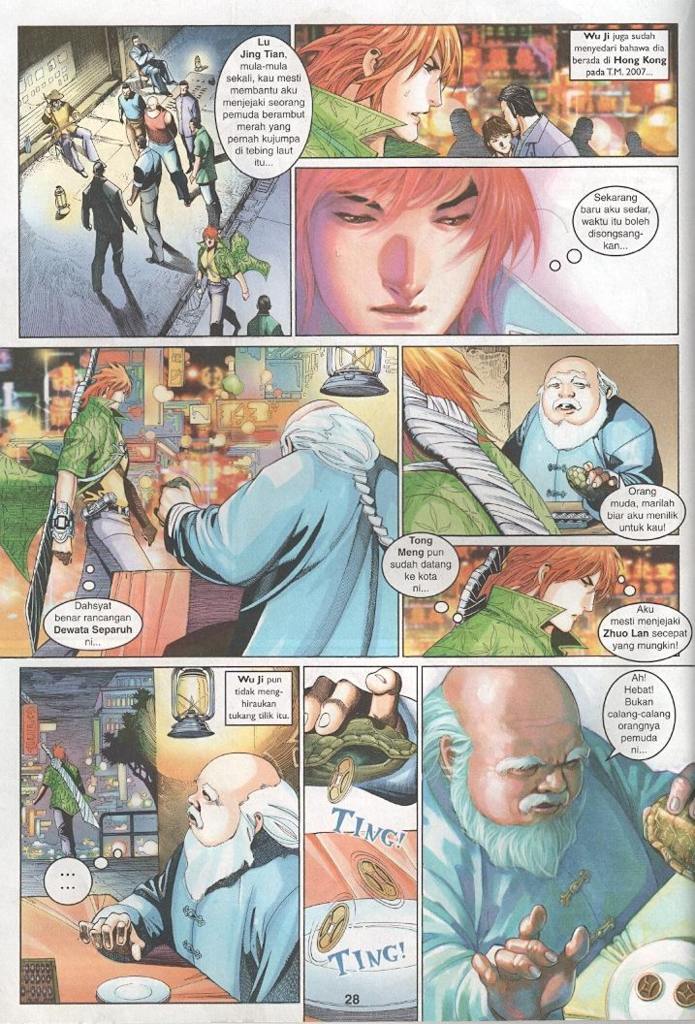 Lu
Jing Tian,
mula-mula
sekali, kau mesti
membantu aku
menjejaki seorang
pemuda berambut
merah yang
pernah kujumpa
di tebing laut
itu...
Wu Ji juga sudah
menyedari bahawa dia
berada di Hong Kong
pada T.M. 2007...
Sekarang
baru aku sedar,
waktu itu boleh
disongsang-
kan...
Dahsyat
benar rancangan
Dewata Separuh
ni...
Orang
muda, marilah
biar aku menilik
untuk kau!
Tong
Meng pun
sudah datang
ke kota
ni...
Aku
mesti menjejaki
Zhuo Lan secepat
yang mungkin!
Wu Ji pun
tidak meng-
hiraukan
tukang tilik itu.
...
...
TING!
TING!
Ah!
Hebat!
Bukan
calang-calang
orangnya
pemuda
ni...
28